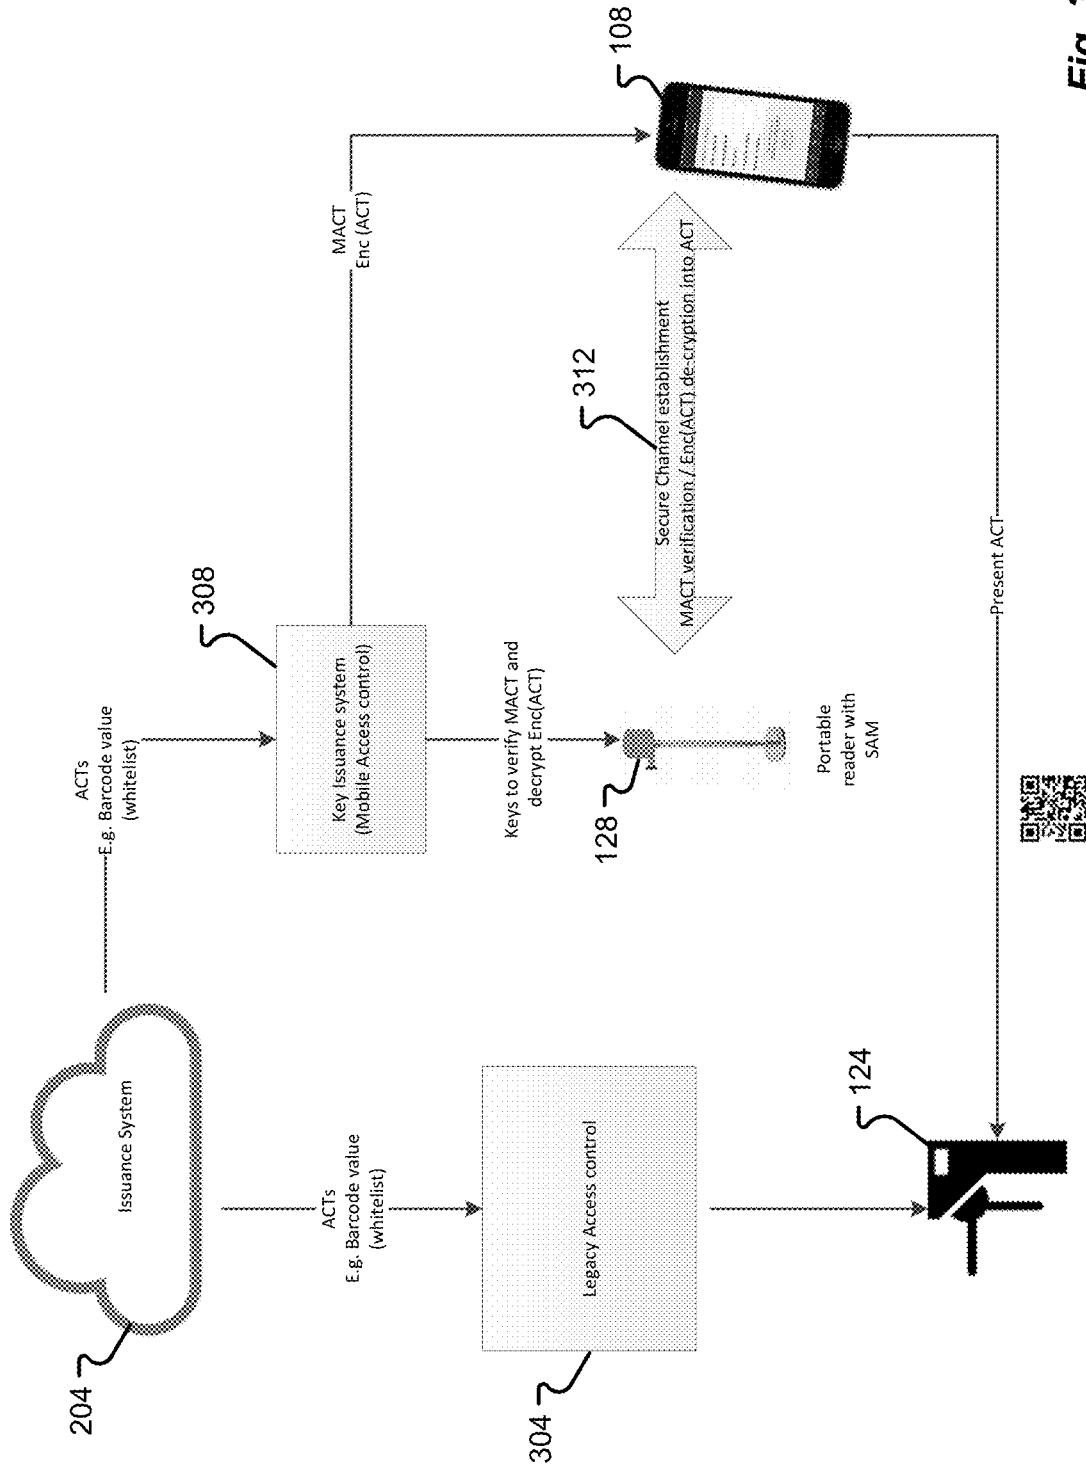 204
Issuance System
ACTs
E.g. Barcode value
(whitelist)
ACTs
E.g. Barcode value
(whitelist)
308
Key Issuance system
(Mobile Access control)
MACT
Enc (ACT)
304
Legacy Access control
Keys to verify MACT and
decrypt Enc(ACT)
128
Portable
reader with
SAM
312
Secure Channel establishment
MACT verification / Enc(ACT) de-cryption into ACT
108
124
Present ACT
Fig.